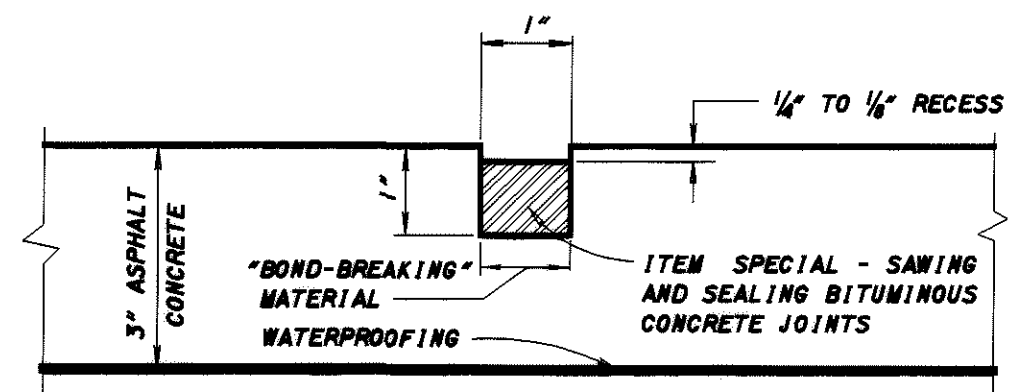 1"
1/4" TO 1/8" RECESS
1"
3" ASPHALT
CONCRETE
"BOND-BREAKING"
MATERIAL
WATERPROOFING
ITEM SPECIAL - SAWING
AND SEALING BITUMINOUS
CONCRETE JOINTS